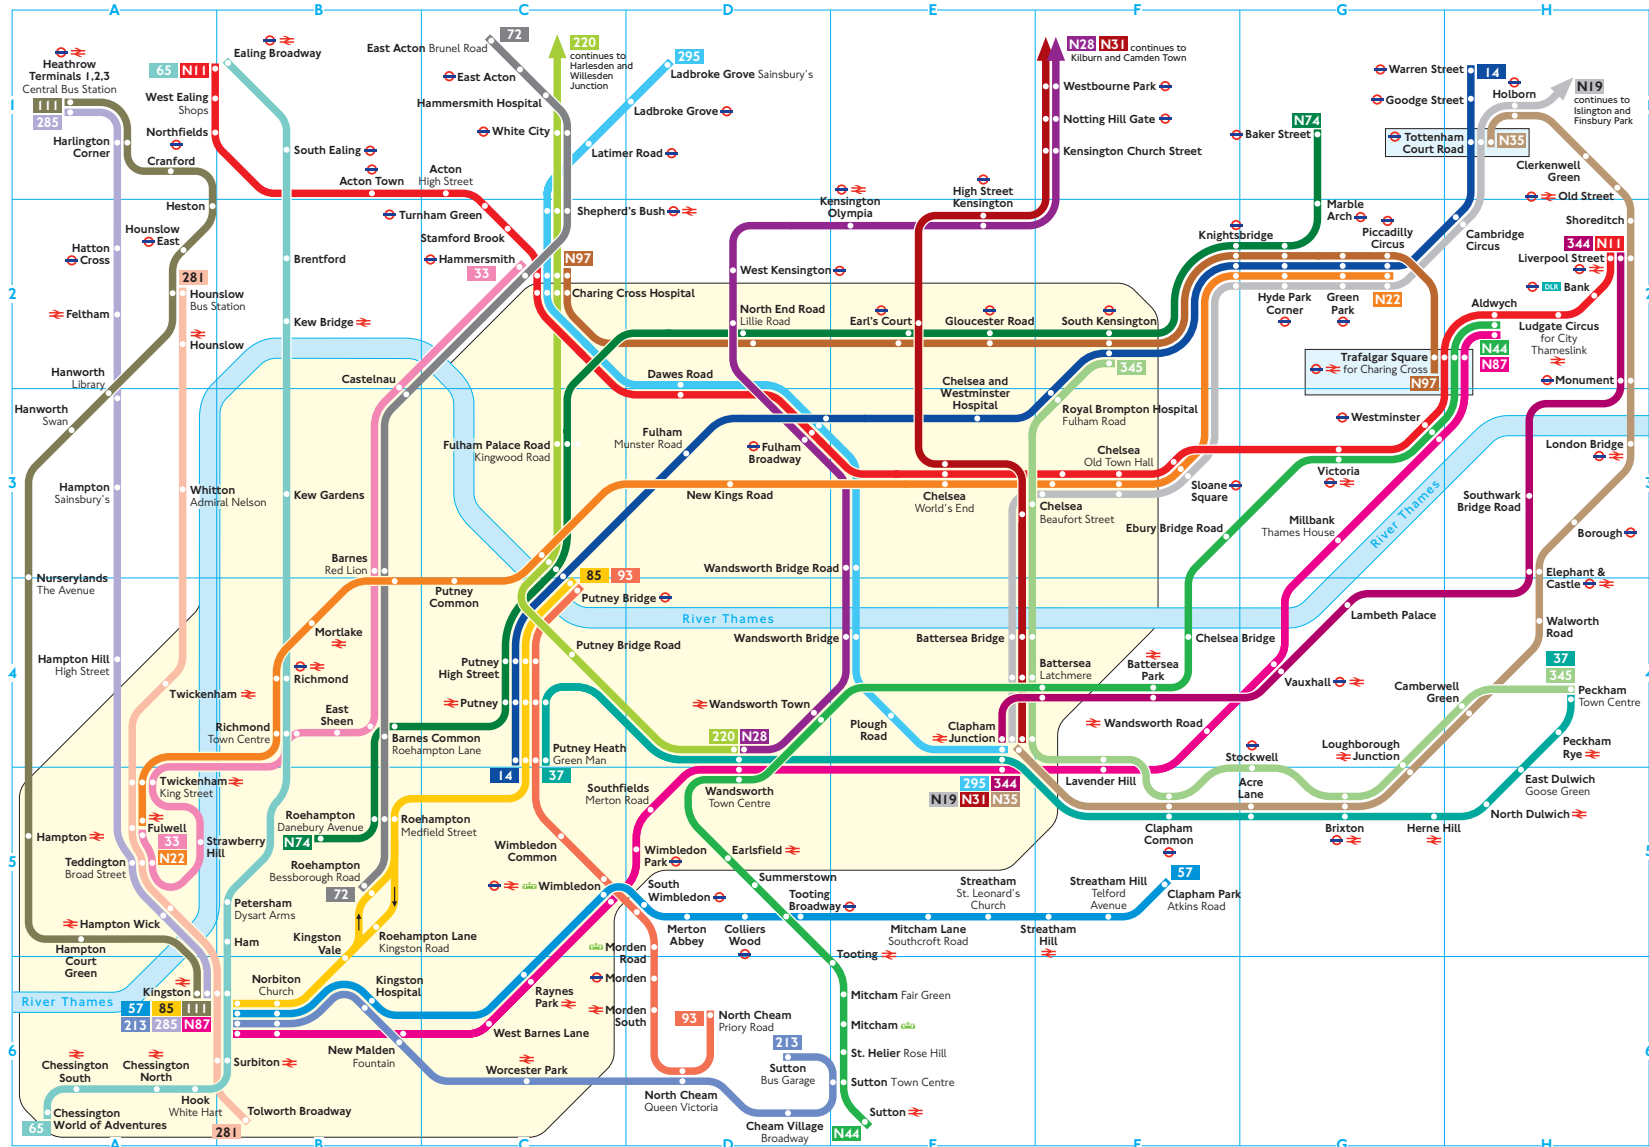 A
B
C
D
E
F
G
H
Heathrow
Terminals 1,2,3
Central Bus Station
111
285
Harlington
Corner
Cranford
Heston
Hounslow
East
Hatton
Cross
281
Hounslow
Bus Station
Feltham
Hounslow
Hanworth
Library
Hanworth
Swan
Hampton
Sainsbury's
Whitton
Admiral Nelson
Nurserylands
The Avenue
Hampton Hill
High Street
Twickenham
Richmond
Town Centre
Twickenham
King Street
Fulwell
33
N22
Strawberry
Hill
Hampton
Teddington
Broad Street
Hampton Wick
Hampton
Court
Green
River Thames
Kingston
57
85
111
213
285
N87
Chessington
South
Chessington
North
Hook
White Hart
Chessington
World of Adventures
65
281
Tolworth Broadway
Surbiton
Ealing Broadway
65
N11
West Ealing
Shops
Northfields
South Ealing
Acton Town
Acton
High Street
Turnham Green
Stamford Brook
Hammersmith
33
Brentford
Kew Bridge
Castelnau
Kew Gardens
Barnes
Red Lion
Mortlake
Richmond
East
Sheen
Barnes Common
Roehampton Lane
Roehampton
Danebury Avenue
N74
Roehampton
Medfield Street
Roehampton
Bessborough Road
72
Petersham
Dysart Arms
Ham
Kingston
Vale
Roehampton Lane
Kingston Road
Norbiton
Church
Kingston
Hospital
New Malden
Fountain
East Acton Brunel Road
72
East Acton
Hammersmith Hospital
White City
220
continues to
Harlesden and
Willesden
Junction
295
Ladbroke Grove Sainsbury's
Ladbroke Grove
Latimer Road
Shepherd's Bush
N97
Charing Cross Hospital
Fulham Palace Road
Kingwood Road
Putney
Common
85
93
Putney Bridge
Putney Bridge Road
Putney
High Street
Putney
Putney Heath
Green Man
14
37
Southfields
Merton Road
Wimbledon
Common
Wimbledon
Wimbledon
Park
South
Wimbledon
Raynes
Park
West Barnes Lane
Worcester Park
Morden
Road
Morden
Morden
South
93
North Cheam
Priory Road
North Cheam
Queen Victoria
213
Sutton
Bus Garage
Cheam Village
Broadway
N44
Kensington
Olympia
High Street
Kensington
West Kensington
North End Road
Lillie Road
Earl's Court
Gloucester Road
South Kensington
345
Dawes Road
Fulham
Munster Road
Fulham
Broadway
Chelsea and
Westminster
Hospital
Royal Brompton Hospital
Fulham Road
Chelsea
Old Town Hall
New Kings Road
Chelsea
World's End
Chelsea
Beaufort Street
Sloane
Square
Wandsworth Bridge Road
River Thames
Wandsworth Bridge
Battersea Bridge
Battersea
Latchmere
Wandsworth Town
220
N28
Plough
Road
Clapham
Junction
295
344
N19
N31
N35
Wandsworth
Town Centre
Earlsfield
Summerstown
Tooting
Broadway
Merton
Abbey
Colliers
Wood
Mitcham Lane
Southcroft Road
Streatham
St. Leonard's
Church
Streatham
Hill
Streatham Hill
Telford
Avenue
57
Clapham Park
Atkins Road
Tooting
Mitcham Fair Green
Mitcham
St. Helier Rose Hill
Sutton Town Centre
Sutton
N28
N31
continues to
Kilburn and Camden Town
Westbourne Park
Notting Hill Gate
Kensington Church Street
N74
Baker Street
Marble
Arch
Knightsbridge
Piccadilly
Circus
Hyde Park
Corner
Green
Park
N22
Trafalgar Square
for Charing Cross
N97
Westminster
Victoria
Ebury Bridge Road
Millbank
Thames House
River Thames
Chelsea Bridge
Battersea
Park
Wandsworth Road
Vauxhall
Lambeth Palace
Lavender Hill
Stockwell
Acre
Lane
Clapham
Common
Brixton
Loughborough
Junction
Camberwell
Green
Herne Hill
Warren Street
14
Goodge Street
Tottenham
Court Road
Holborn
N35
N19
continues to
Islington and
Finsbury Park
Clerkenwell
Green
Old Street
Shoreditch
Cambridge
Circus
344
N11
Liverpool Street
DLR
Bank
Aldwych
N44
N87
Ludgate Circus
for City
Thameslink
Monument
London Bridge
Southwark
Bridge Road
Borough
Elephant &
Castle
Walworth
Road
37
345
Peckham
Town Centre
Peckham
Rye
East Dulwich
Goose Green
North Dulwich
1
2
3
4
5
6
1
2
3
4
5
6
A
B
C
D
E
F
G
H